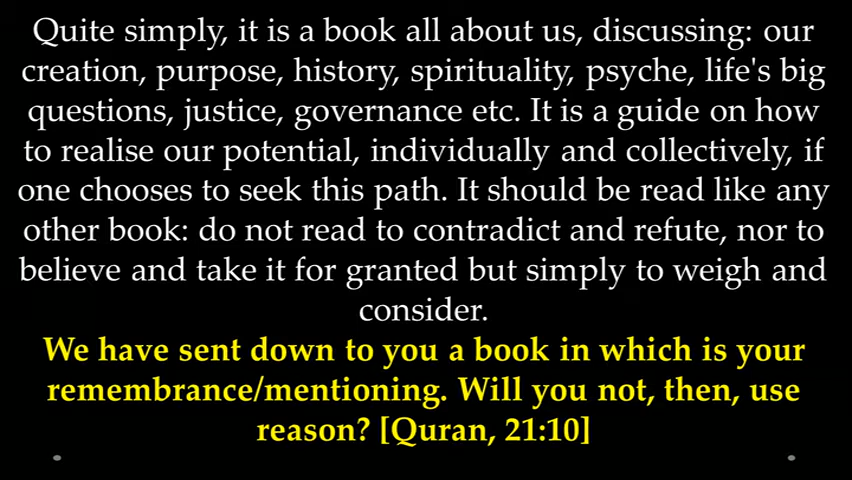 Quite simply, it is a book all about us, discussing: our
creation, purpose, history, spirituality, psyche, life's big
questions, justice, governance etc. It is a guide on how
to realise our potential, individually and collectively, if
one chooses to seek this path. It should be read like any
other book: do not read to contradict and refute, nor to
believe and take it for granted but simply to weigh and
consider.
We have sent down to you a book in which is your
remembrance/mentioning. Will you not, then, use
reason? [Quran, 21:10]